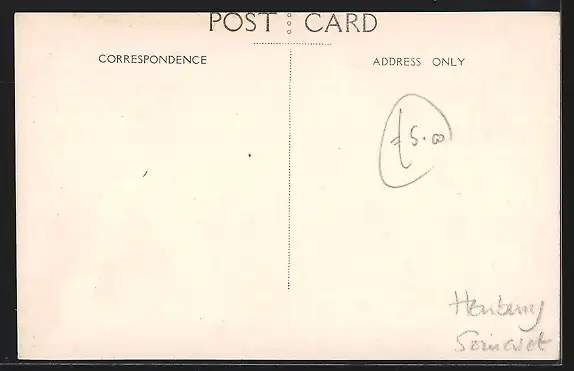 POST CARD
CORRESPONDENCE
ADDRESS ONLY
£5.00
Henbury
Somerset